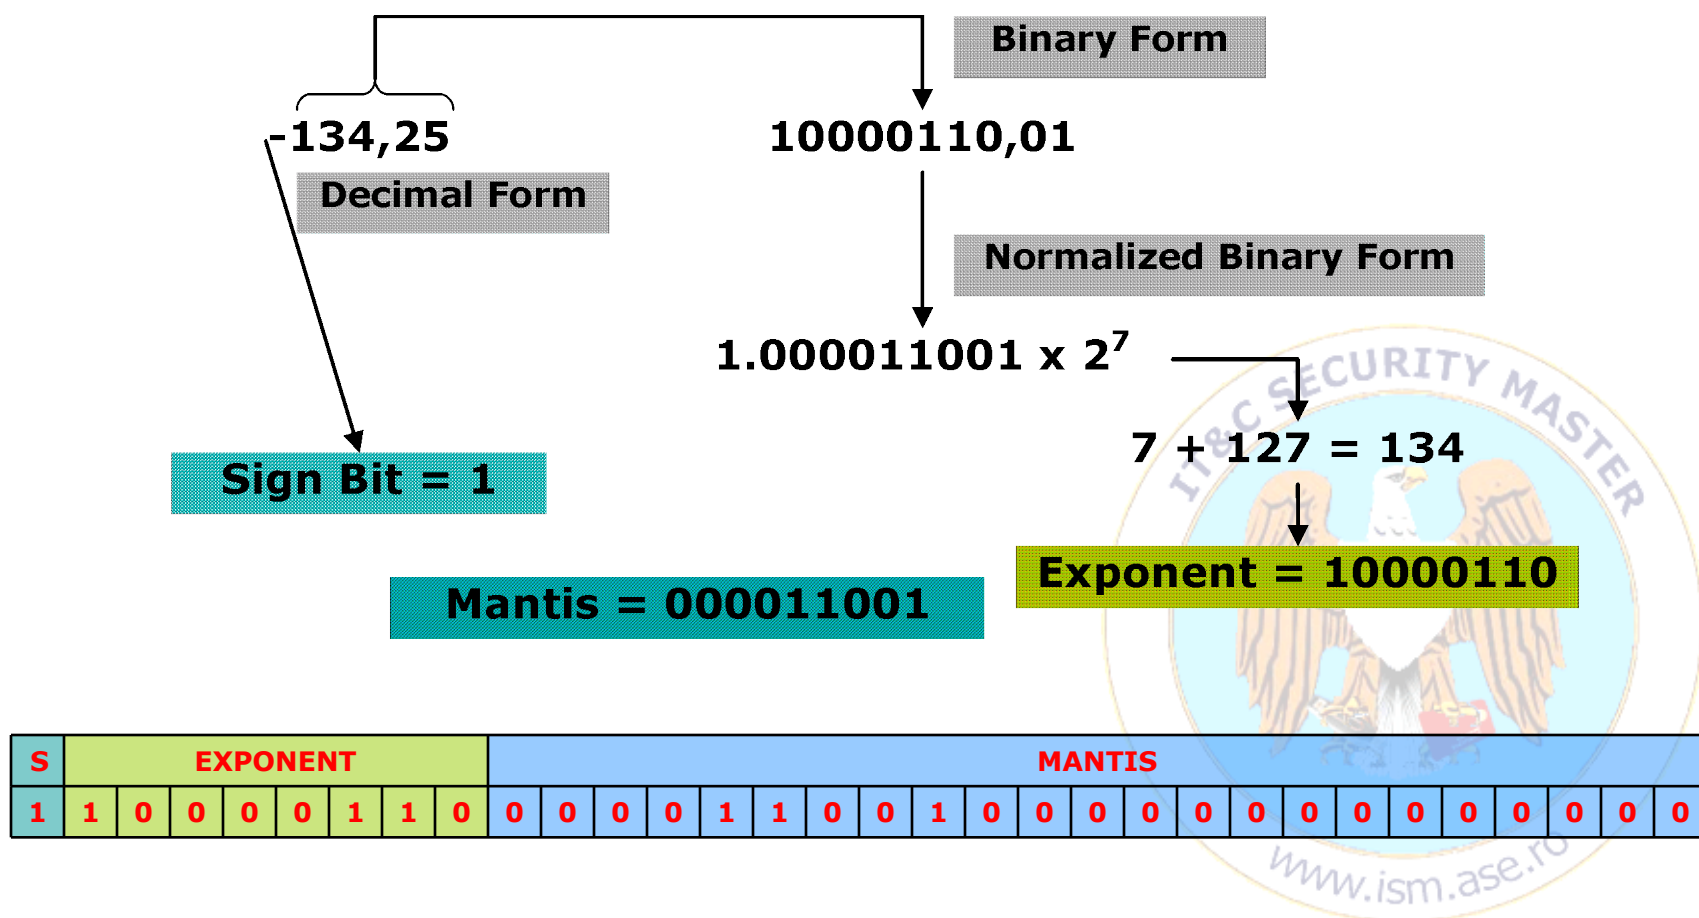 Binary Form
-134,25
10000110,01
Decimal Form
Normalized Binary Form
1.000011001 x 2⁷
7 + 127 = 134
Sign Bit = 1
Exponent = 10000110
Mantis = 000011001
IT&C SECURITY MASTER
S EXPONENT MANTIS
1 1 0 0 0 0 1 1 0 0 0 0 0 1 1 0 0 1 0 0 0 0 0 0 0 0 0 0 0 0 0 0
www.ism.ase.ro